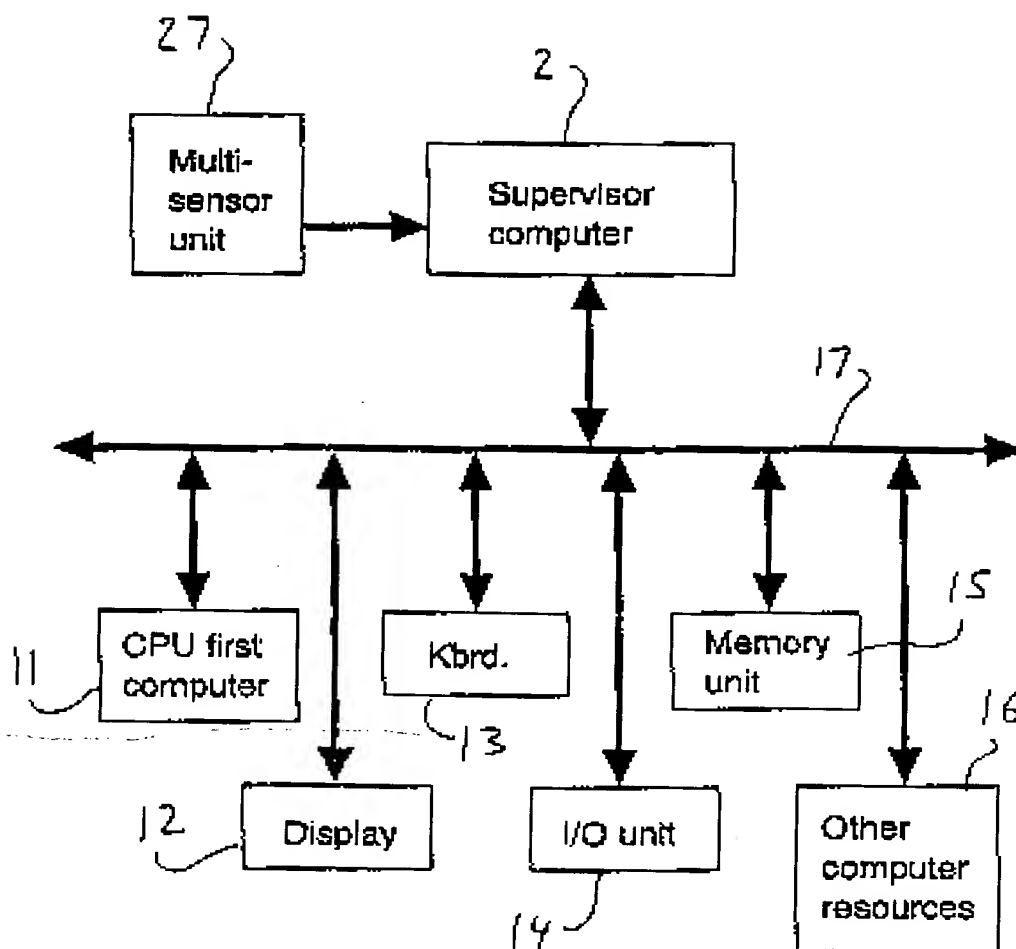 27
2
Multi-
sensor
unit
Supervisor
computer
17
CPU first
computer
11
Kbrd.
13
Memory
unit
15
16
Display
12
I/O unit
14
Other
computer
resources